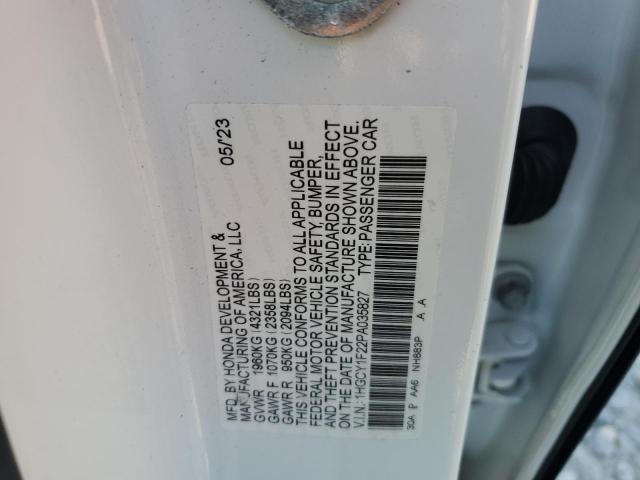 MFD. BY HONDA DEVELOPMENT & 05/23
MANUFACTURING OF AMERICA, LLC
GVWR 1960KG (4321LBS)
GAWR F 1070KG (2358LBS)
GAWR R 950KG (2094LBS)
THIS VEHICLE CONFORMS TO ALL APPLICABLE
FEDERAL MOTOR VEHICLE SAFETY, BUMPER,
AND THEFT PREVENTION STANDARDS IN EFFECT
ON THE DATE OF MANUFACTURE SHOWN ABOVE.
V.I.N.: 1HGCY1F22PA035827 TYPE: PASSENGER CAR
30A P AA6 NH883P A A